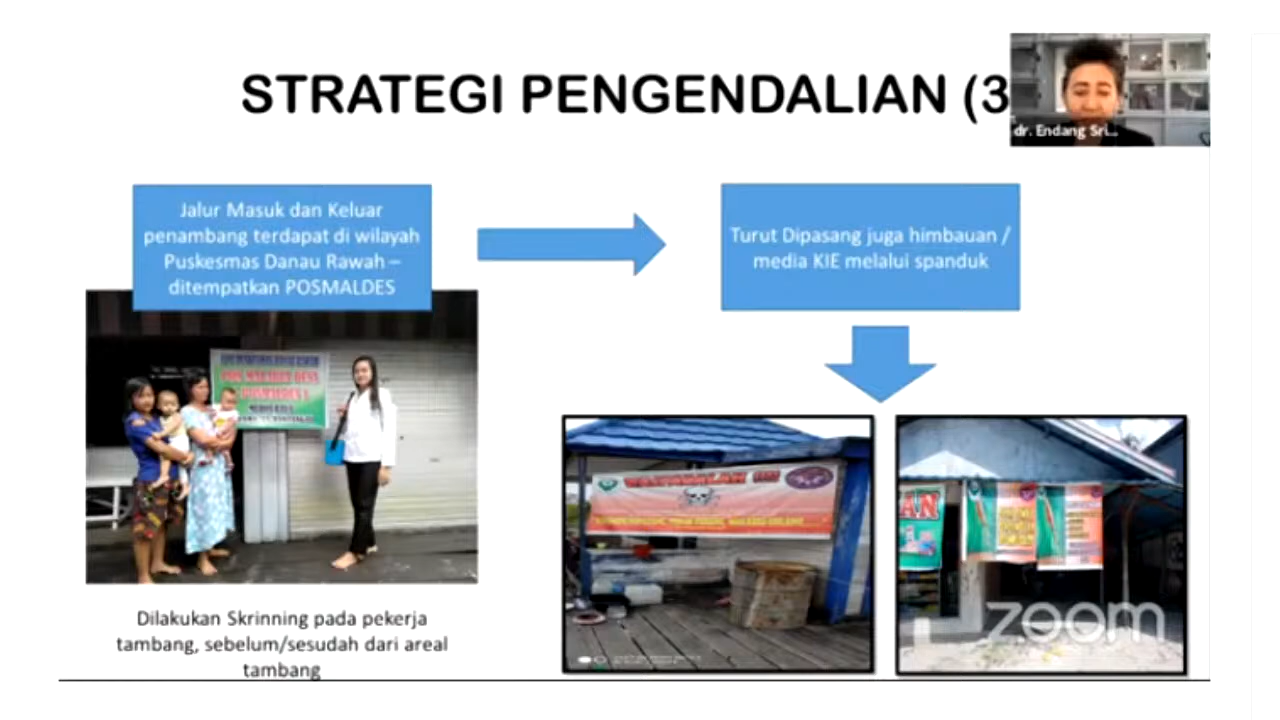 STRATEGI PENGENDALIAN (3
dr. Endang Sri...
Jalur Masuk dan Keluar
penambang terdapat di wilayah
Puskesmas Danau Rawah –
ditempatkan POSMALDES
Turut Dipasang juga himbauan /
media KIE melalui spanduk
WASPADALAH !!!
AN
Dilakukan Skrinning pada pekerja
tambang, sebelum/sesudah dari areal
tambang
zoom